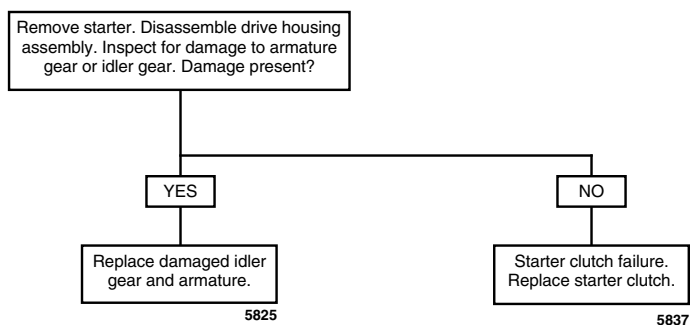 Remove starter. Disassemble drive housing
assembly. Inspect for damage to armature
gear or idler gear. Damage present?
YES
NO
Replace damaged idler
gear and armature.
Starter clutch failure.
Replace starter clutch.
5825
5837